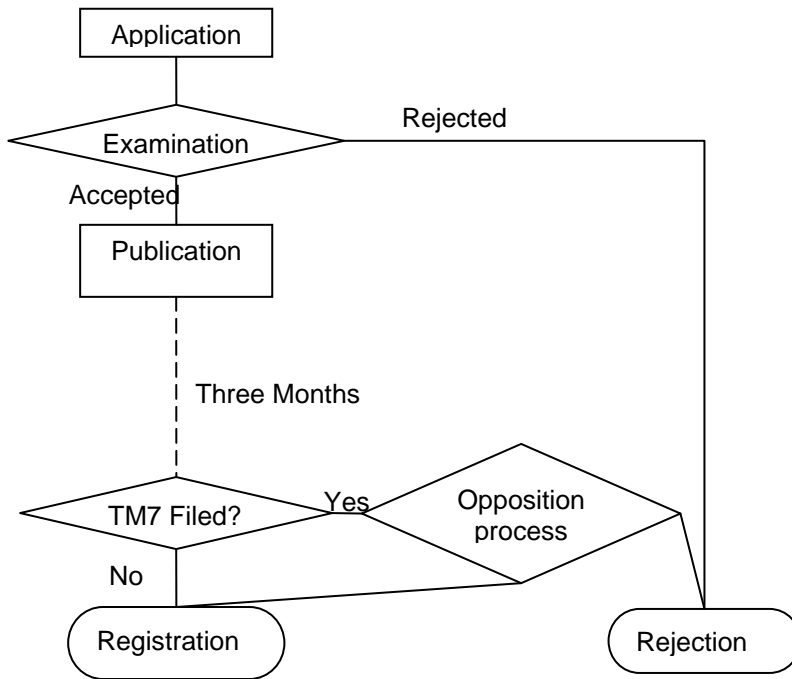 Application
Rejected
Examination
Accepted
Publication
Three Months
Yes
Opposition
process
TM7 Filed?
No
Registration
Rejection